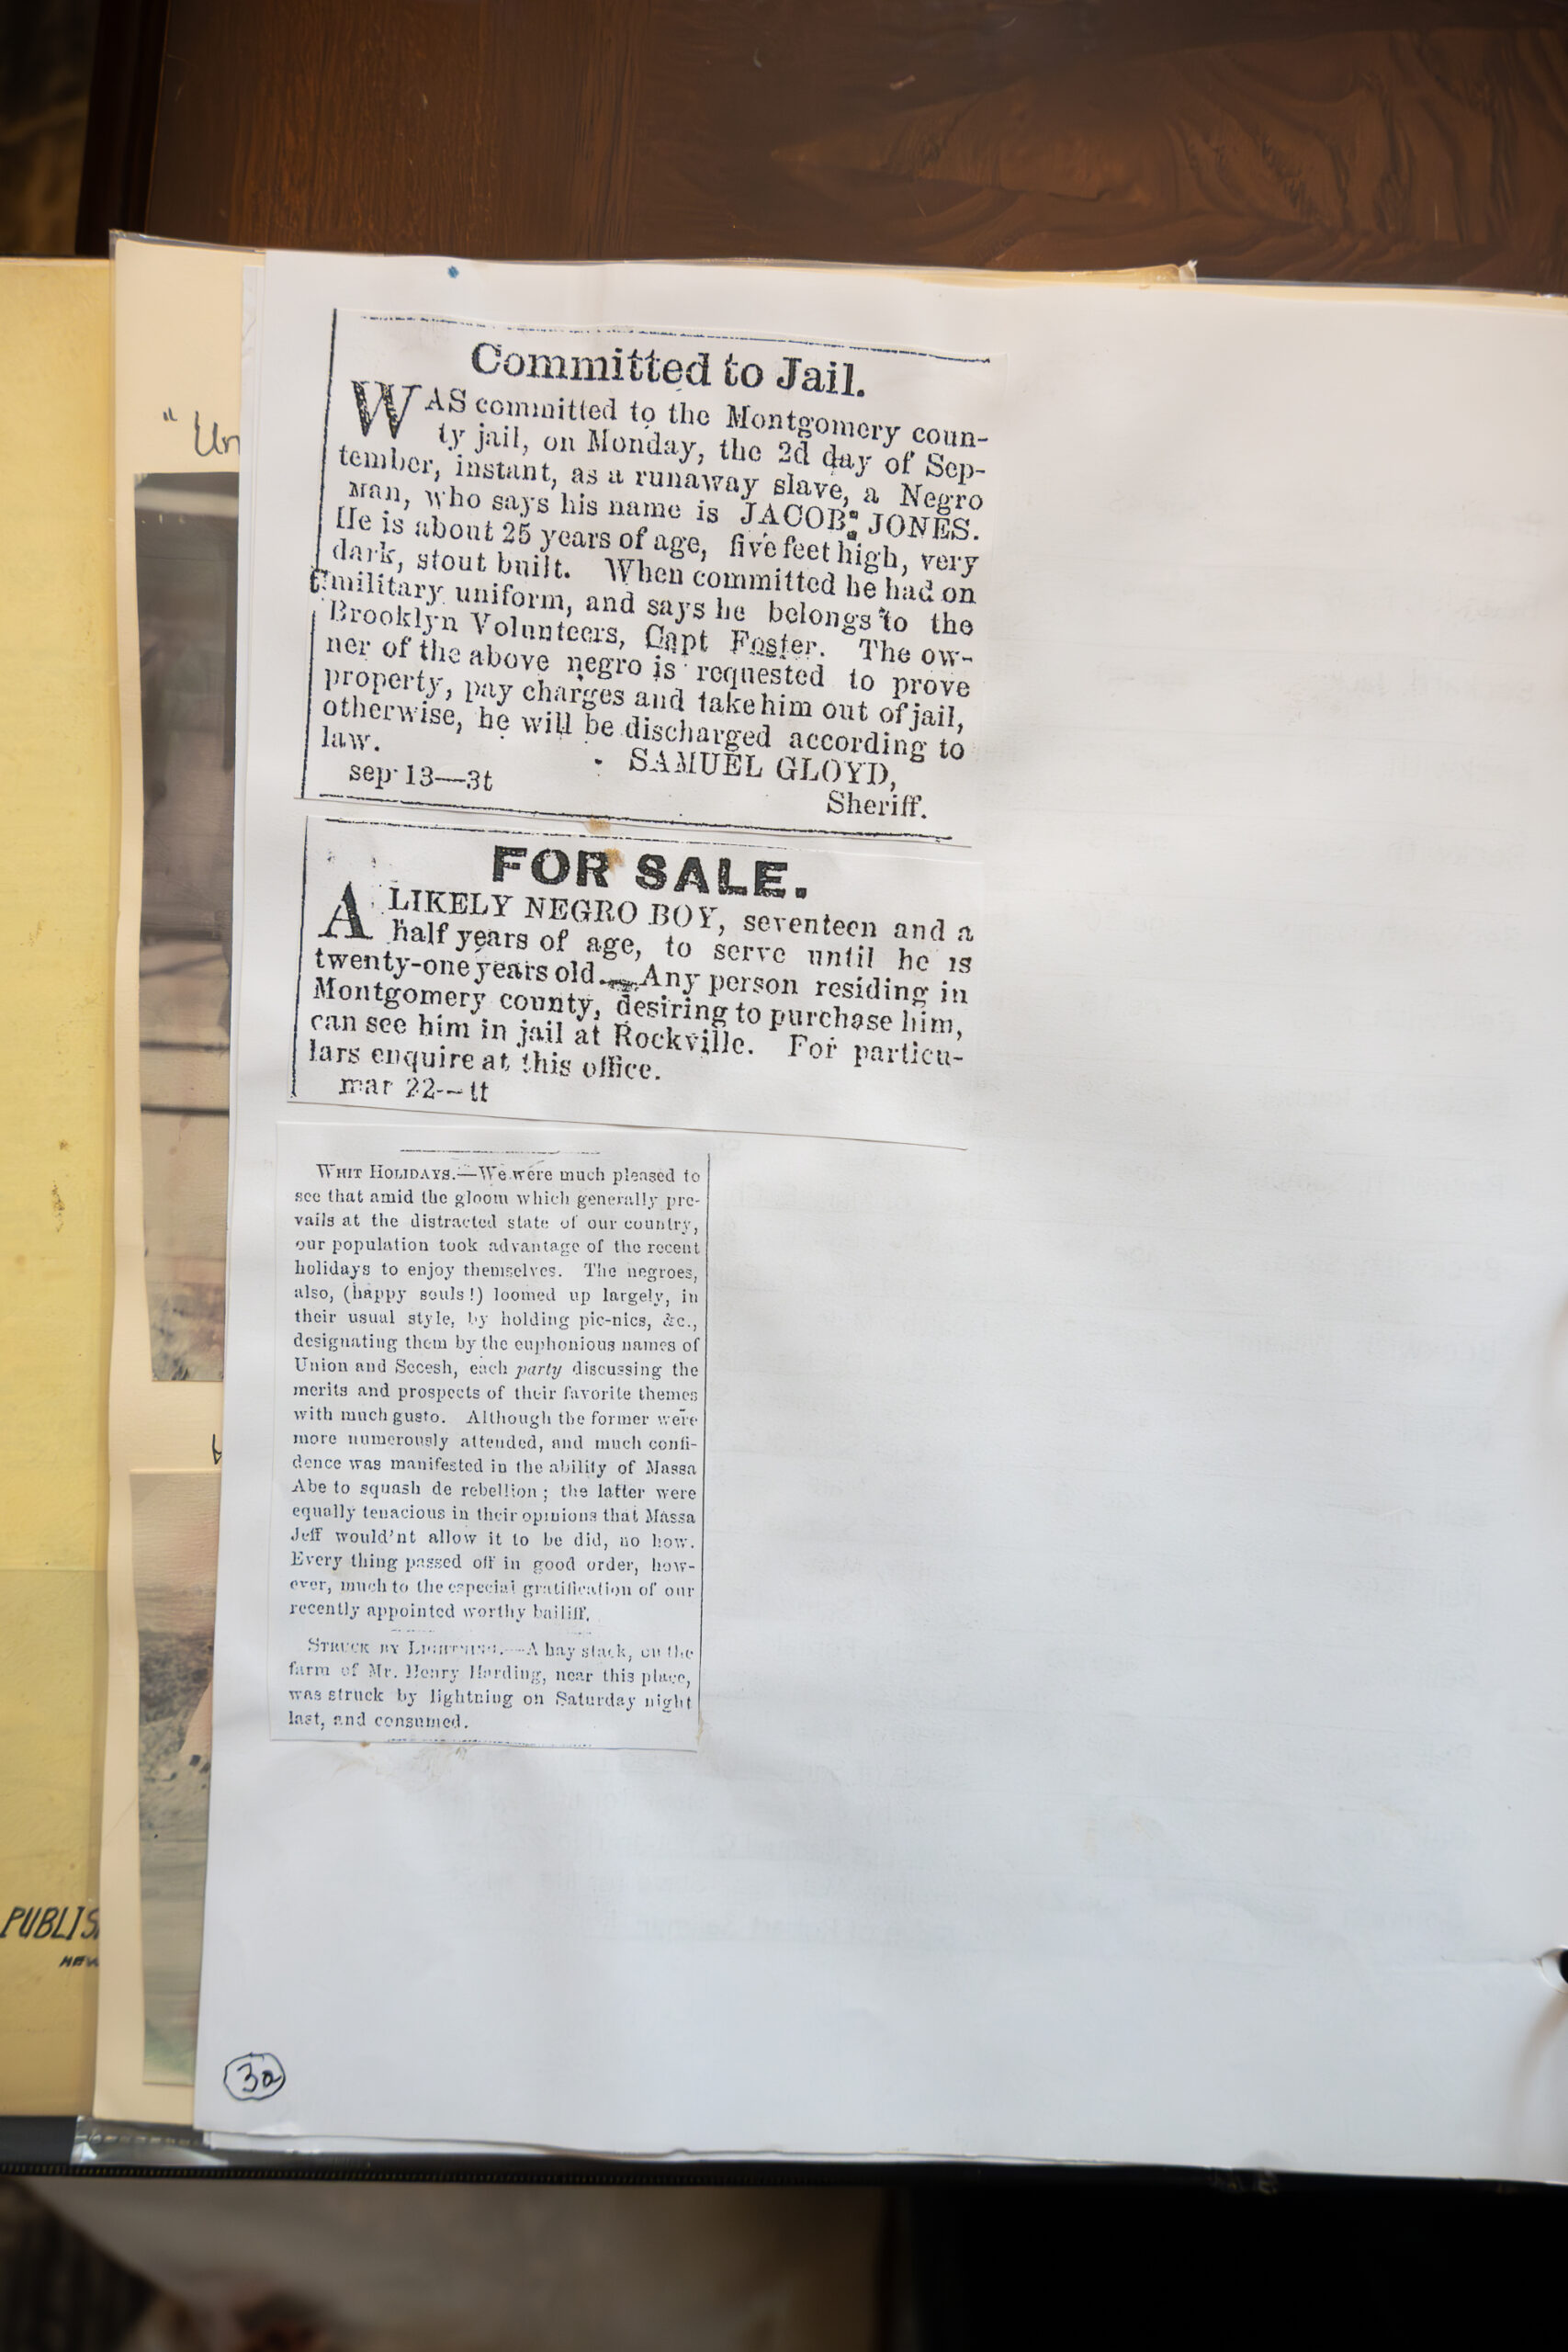 "Un
Committed to Jail.
WAS committed to the Montgomery coun-
ty jail, on Monday, the 2d day of Sep-
tember, instant, as a runaway slave, a Negro
Man, who says his name is JACOB JONES.
He is about 25 years of age, five feet high, very
dark, stout built. When committed he had on
military uniform, and says he belongs to the
Brooklyn Volunteers, Capt Foster. The ow-
ner of the above negro is requested to prove
property, pay charges and take him out of jail,
otherwise, he will be discharged according to
law.
SAMUEL GLOYD,
sep 13—3t
Sheriff.
FOR SALE.
A LIKELY NEGRO BOY, seventeen and a
half years of age, to serve until he is
twenty-one years old. Any person residing in
Montgomery county, desiring to purchase him,
can see him in jail at Rockville. For particu-
lars enquire at this office.
mar 22--tt
WHIT HOLIDAYS.—We were much pleased to
see that amid the gloom which generally pre-
vails at the distracted state of our country,
our population took advantage of the recent
holidays to enjoy themselves. The negroes,
also, (happy souls!) loomed up largely, in
their usual style, by holding pic-nics, &c.,
designating them by the euphonious names of
Union and Secesh, each party discussing the
merits and prospects of their favorite themes
with much gusto. Although the former were
more numerously attended, and much confi-
dence was manifested in the ability of Massa
Abe to squash de rebellion; the latter were
equally tenacious in their opinions that Massa
Jeff would'nt allow it to be did, no how.
Every thing passed off in good order, how-
ever, much to the especial gratification of our
recently appointed worthy bailiff.
STRUCK BY LIGHTNING.—A hay stack, on the
farm of Mr. Henry Harding, near this place,
was struck by lightning on Saturday night
last, and consumed.
PUBLIS
NEW
3a